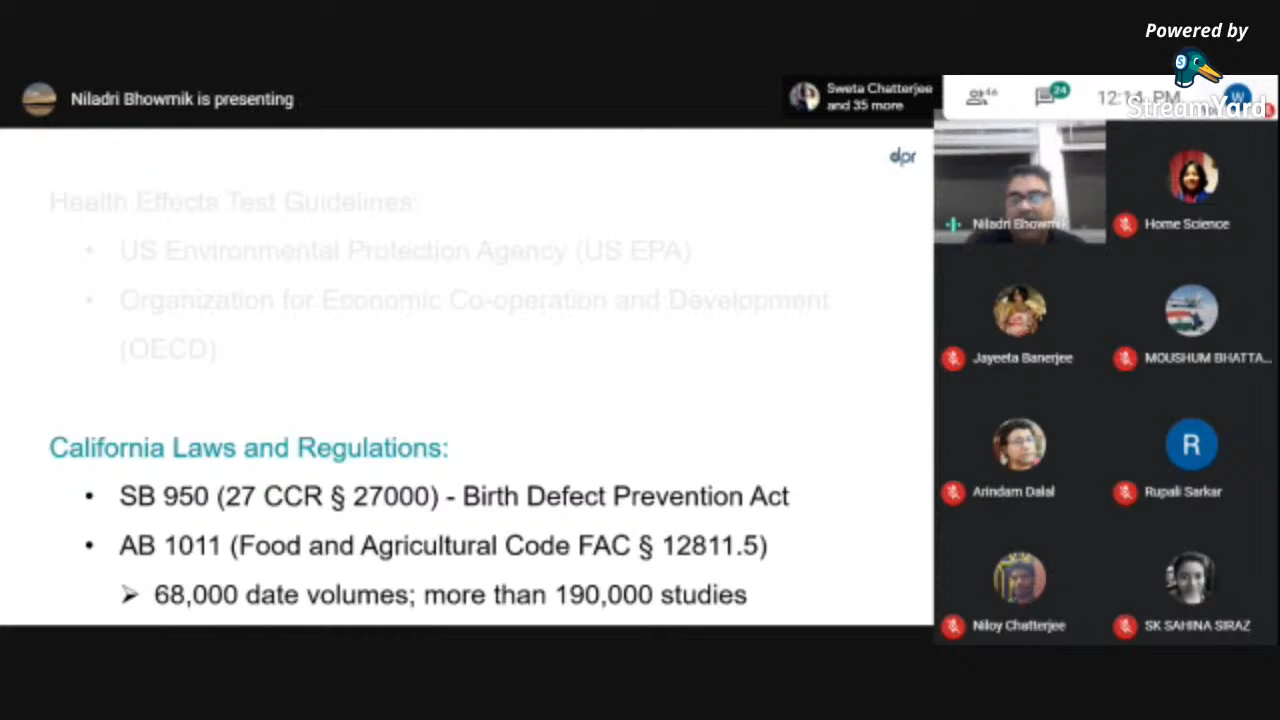 Powered by
StreamYard
Niladri Bhowmik is presenting
Sweta Chatterjee
and 35 more
46
24
W
dpr
Health Effects Test Guidelines:
• US Environmental Protection Agency (US EPA)
• Organization for Economic Co-operation and Development
(OECD)
California Laws and Regulations:
• SB 950 (27 CCR § 27000) - Birth Defect Prevention Act
• AB 1011 (Food and Agricultural Code FAC § 12811.5)
➢ 68,000 date volumes; more than 190,000 studies
Niladri Bhowmik
Home Science
Jayeeta Banerjee
MOUSHUM BHATTA...
Arindam Dalal
R
Rupali Sarkar
Niloy Chatterjee
SK SAHINA SIRAZ